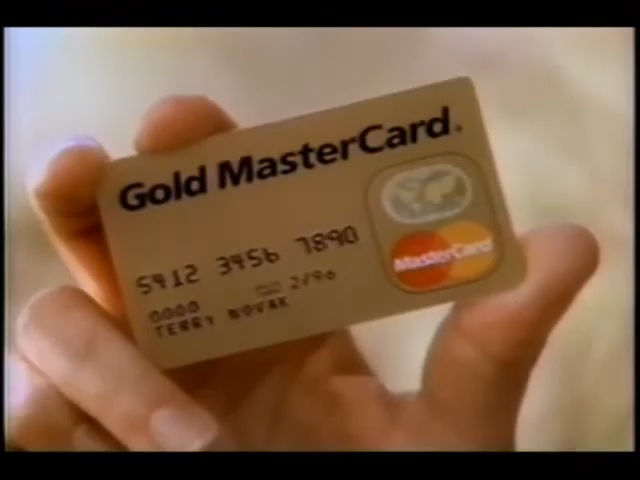 Gold MasterCard.
MasterCard
5412 3456 7890
2/96
0000
TERRY NOVAK